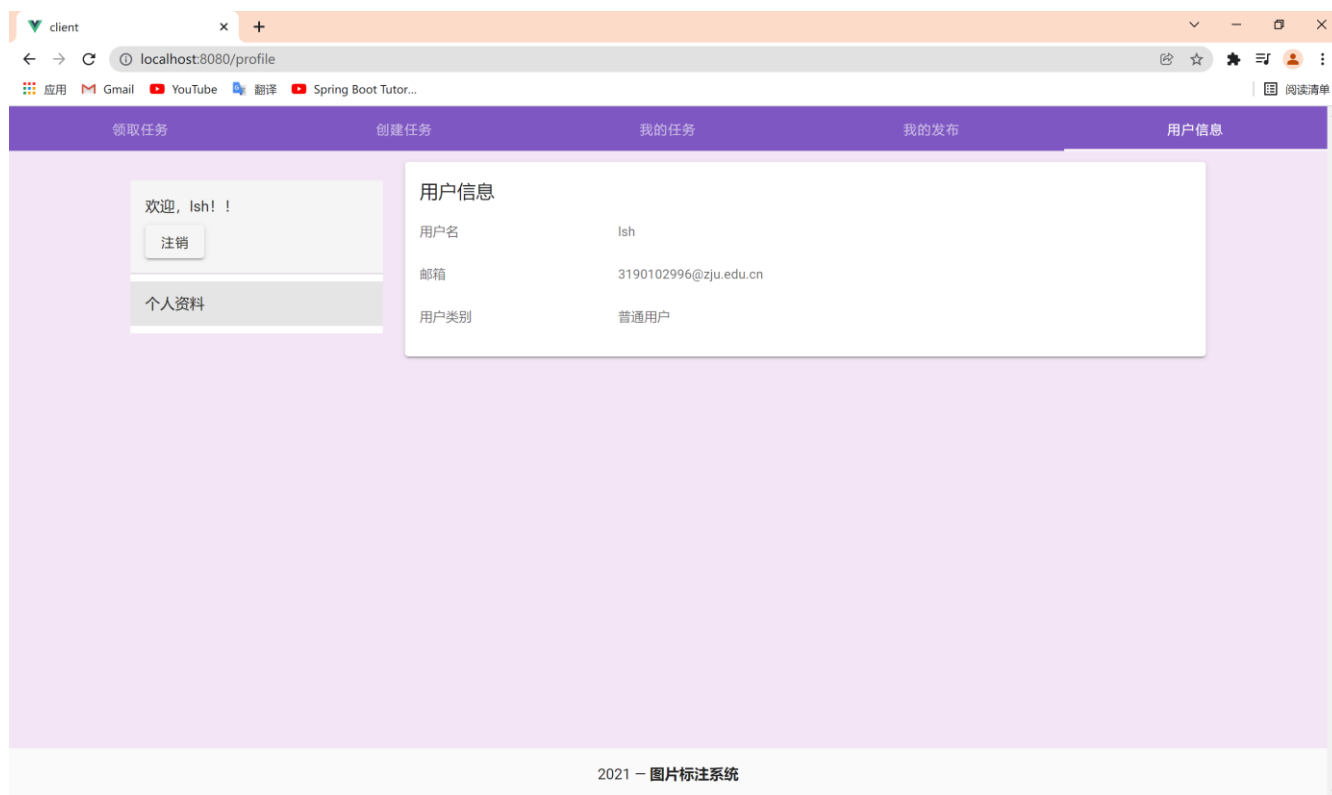 client
localhost:8080/profile
应用 Gmail YouTube 翻译 Spring Boot Tutor... 阅读清单
领取任务 创建任务 我的任务 我的发布 用户信息
欢迎，lsh！！
注销
个人资料
用户信息
用户名 lsh
邮箱 3190102996@zju.edu.cn
用户类别 普通用户
2021 — 图片标注系统